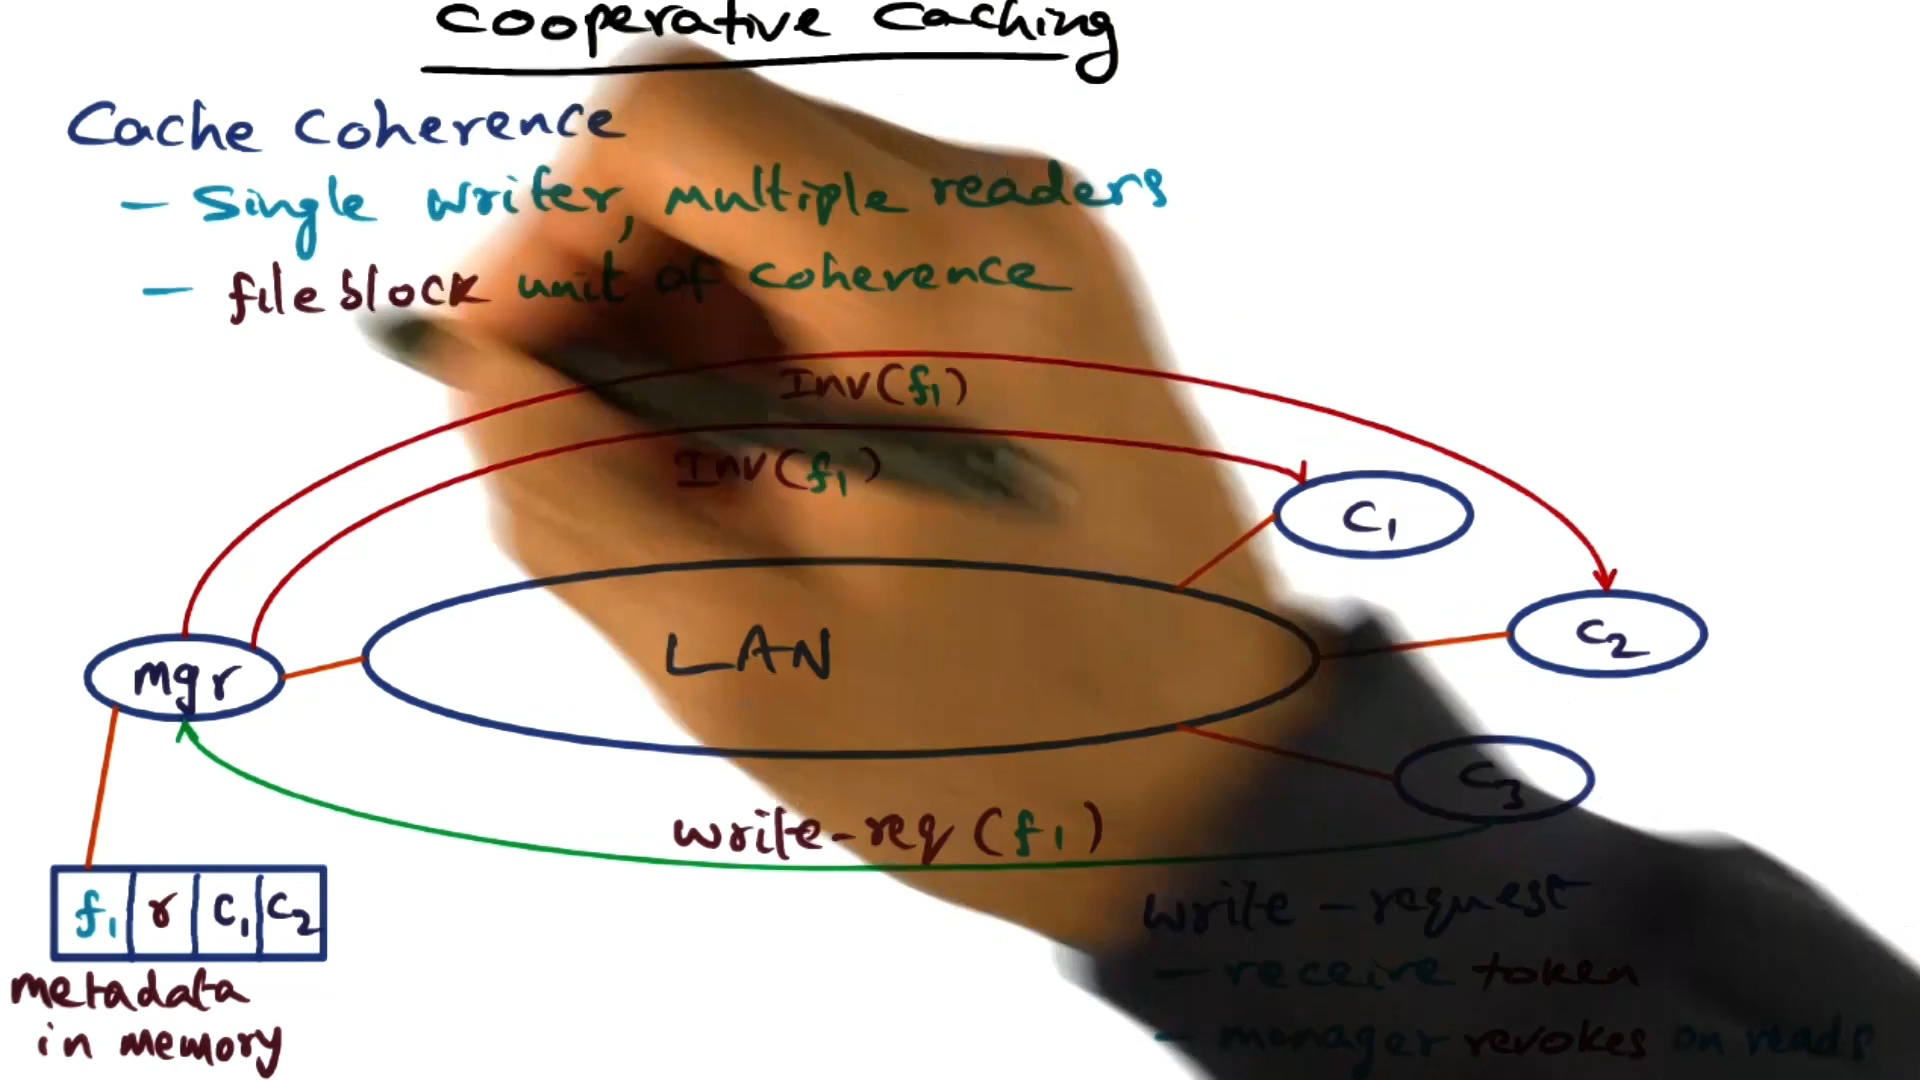 Cooperative Caching
Cache Coherence
- Single writer, multiple readers
- file block unit of coherence
Inv(f1)
Inv(f1)
C1
C2
LAN
mgr
C3
write-req (f1)
f1 r C1 C2
write-request
- receive token
- manager revokes on reads
metadata
in memory